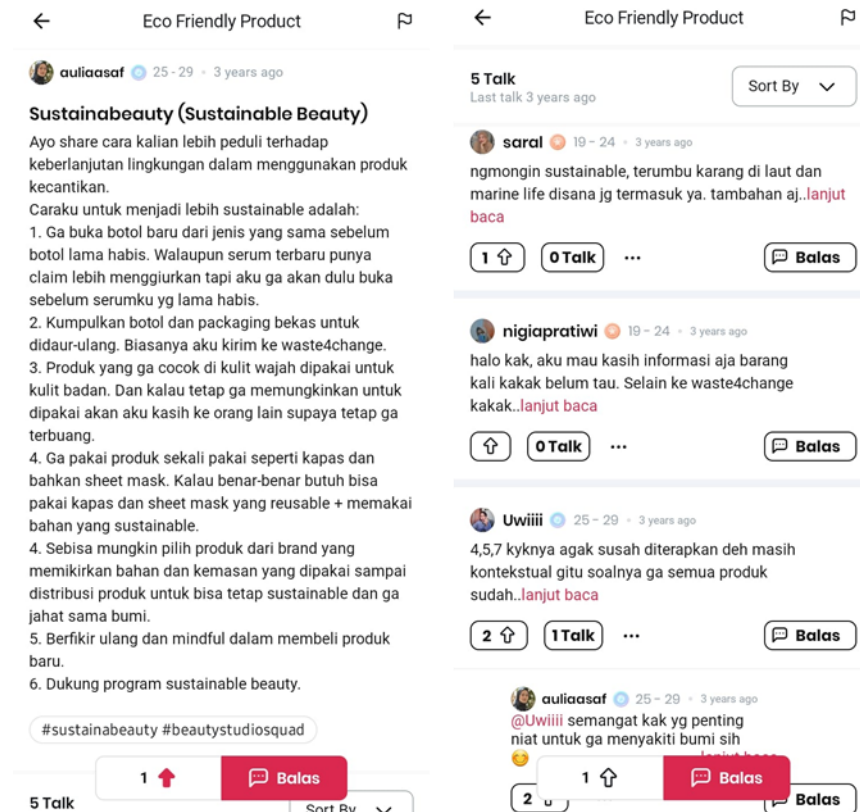 Eco Friendly Product
auliaasaf 25-29 • 3 years ago
Sustainabeauty (Sustainable Beauty)
Ayo share cara kalian lebih peduli terhadap
keberlanjutan lingkungan dalam menggunakan produk
kecantikan.
Caraku untuk menjadi lebih sustainable adalah:
1. Ga buka botol baru dari jenis yang sama sebelum
botol lama habis. Walaupun serum terbaru punya
claim lebih menggiurkan tapi aku ga akan dulu buka
sebelum serumku yg lama habis.
2. Kumpulkan botol dan packaging bekas untuk
didaur-ulang. Biasanya aku kirim ke waste4change.
3. Produk yang ga cocok di kulit wajah dipakai untuk
kulit badan. Dan kalau tetap ga memungkinkan untuk
dipakai akan aku kasih ke orang lain supaya tetap ga
terbuang.
4. Ga pakai produk sekali pakai seperti kapas dan
bahkan sheet mask. Kalau benar-benar butuh bisa
pakai kapas dan sheet mask yang reusable + memakai
bahan yang sustainable.
4. Sebisa mungkin pilih produk dari brand yang
memikirkan bahan dan kemasan yang dipakai sampai
distribusi produk untuk bisa tetap sustainable dan ga
jahat sama bumi.
5. Berfikir ulang dan mindful dalam membeli produk
baru.
6. Dukung program sustainable beauty.
#sustainabeauty #beautystudiosquad
1 Balas
5 Talk Sort By
Eco Friendly Product
5 Talk
Last talk 3 years ago
Sort By
saral 19 - 24 • 3 years ago
ngmongin sustainable, terumbu karang di laut dan
marine life disana jg termasuk ya. tambahan aj..lanjut
baca
1 0 Talk ... Balas
nigiapratiwi 19 - 24 • 3 years ago
halo kak, aku mau kasih informasi aja barang
kali kakak belum tau. Selain ke waste4change
kakak..lanjut baca
0 Talk ... Balas
Uwiiii 25 - 29 • 3 years ago
4,5,7 kyknya agak susah diterapkan deh masih
kontekstual gitu soalnya ga semua produk
sudah..lanjut baca
2 1 Talk ... Balas
auliaasaf 25 - 29 • 3 years ago
@Uwiiii semangat kak yg penting
niat untuk ga menyakiti bumi sih
1 Balas
2 Balas